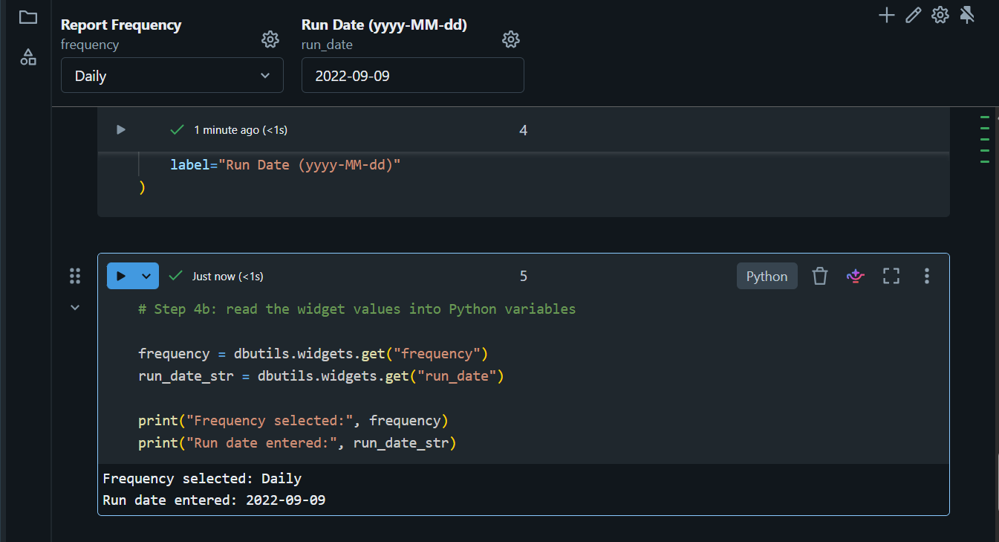 Report Frequency
frequency
Daily
Run Date (yyyy-MM-dd)
run_date
2022-09-09
1 minute ago (<1s)
4
label="Run Date (yyyy-MM-dd)"
)
Just now (<1s)
5
Python
# Step 4b: read the widget values into Python variables
frequency = dbutils.widgets.get("frequency")
run_date_str = dbutils.widgets.get("run_date")
print("Frequency selected:", frequency)
print("Run date entered:", run_date_str)
Frequency selected: Daily
Run date entered: 2022-09-09